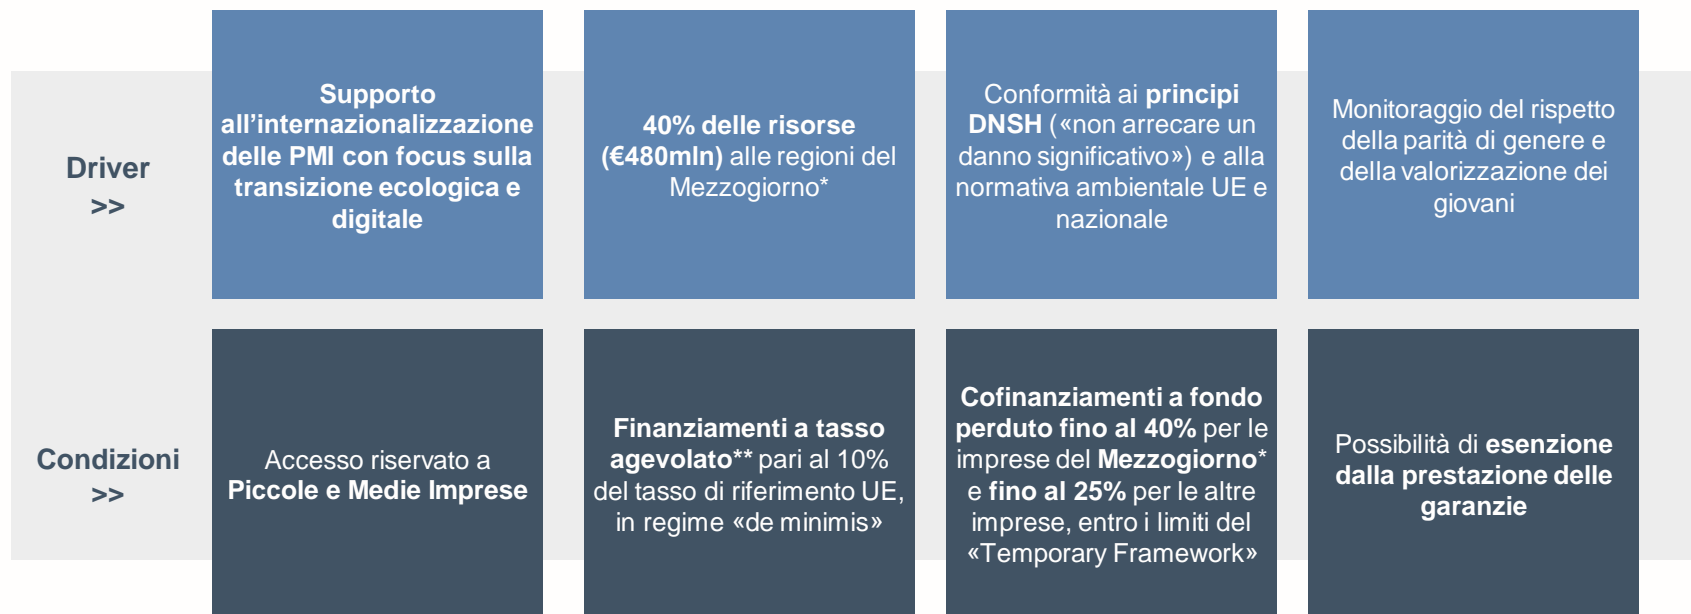 Driver
>>
Supporto
all’internazionalizzazione
delle PMI con focus sulla
transizione ecologica e
digitale
40% delle risorse
(€480mln) alle regioni del
Mezzogiorno*
Conformità ai principi
DNSH («non arrecare un
danno significativo») e alla
normativa ambientale UE e
nazionale
Monitoraggio del rispetto
della parità di genere e
della valorizzazione dei
giovani
Condizioni
>>
Accesso riservato a
Piccole e Medie Imprese
Finanziamenti a tasso
agevolato** pari al 10%
del tasso di riferimento UE,
in regime «de minimis»
Cofinanziamenti a fondo
perduto fino al 40% per le
imprese del Mezzogiorno*
e fino al 25% per le altre
imprese, entro i limiti del
«Temporary Framework»
Possibilità di esenzione
dalla prestazione delle
garanzie